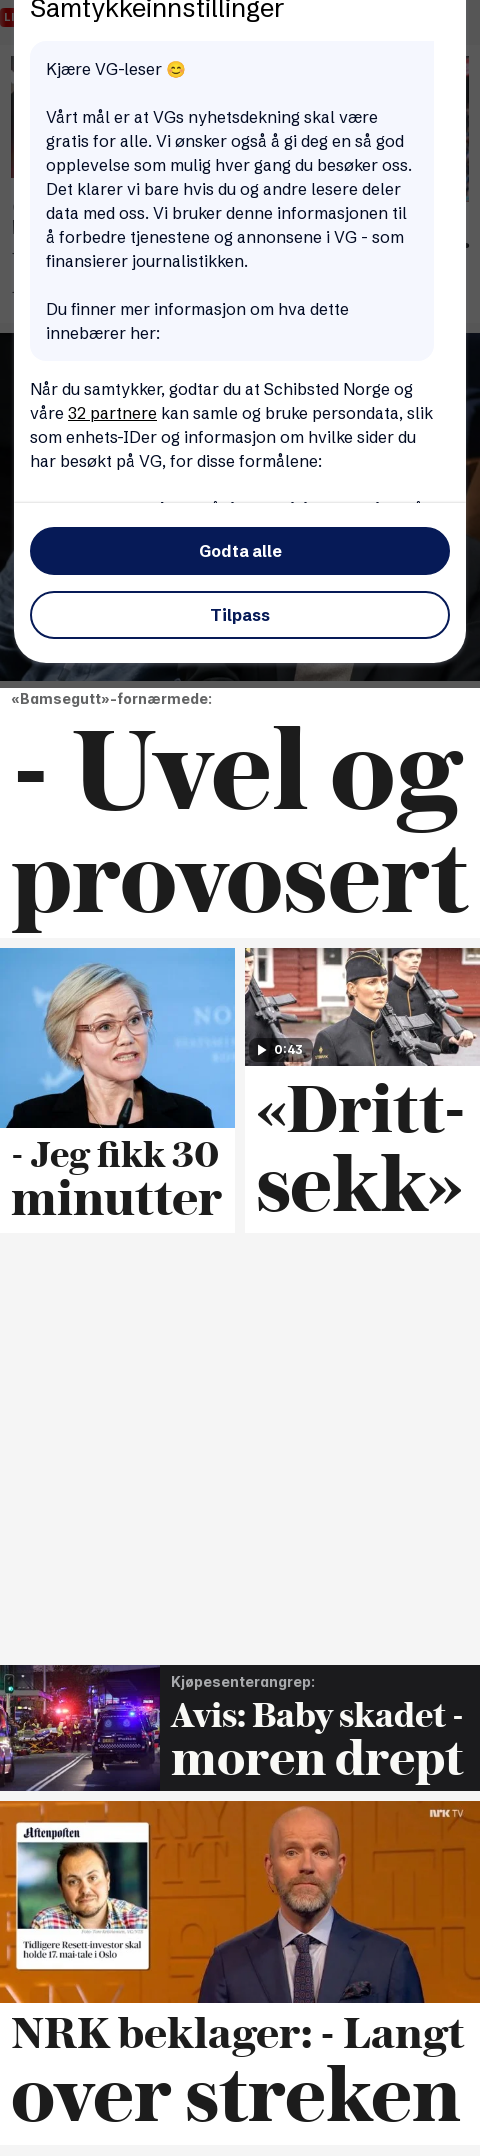 Samtykkeinnstillinger
Kjære VG-leser 😊
Vårt mål er at VGs nyhetsdekning skal være
gratis for alle. Vi ønsker også å gi deg en så god
opplevelse som mulig hver gang du besøker oss.
Det klarer vi bare hvis du og andre lesere deler
data med oss. Vi bruker denne informasjonen til
å forbedre tjenestene og annonsene i VG - som
finansierer journalistikken.
Du finner mer informasjon om hva dette
innebærer her:
Når du samtykker, godtar du at Schibsted Norge og
våre 32 partnere kan samle og bruke persondata, slik
som enhets-IDer og informasjon om hvilke sider du
har besøkt på VG, for disse formålene:
Godta alle
Tilpass
«Bamsegutt»-fornærmede:
- Uvel og
provosert
- Jeg fikk 30
minutter
0:43
«Dritt-
sekk»
Kjøpesenterangrep:
Avis: Baby skadet -
moren drept
NRK TV
Aftenposten
Tidligere Resett-investor skal
holde 17. mai-tale i Oslo
NRK beklager: - Langt
over streken